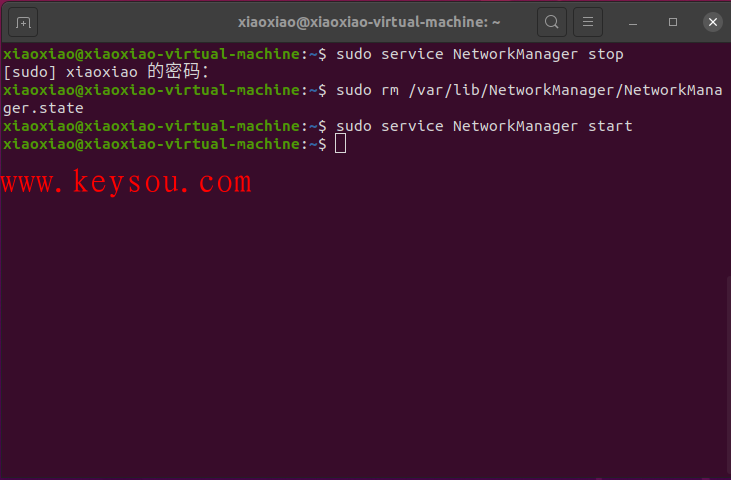 xiaoxiao@xiaoxiao-virtual-machine: ~
xiaoxiao@xiaoxiao-virtual-machine:~$ sudo service NetworkManager stop
[sudo] xiaoxiao 的密码：
xiaoxiao@xiaoxiao-virtual-machine:~$ sudo rm /var/lib/NetworkManager/NetworkMana
ger.state
xiaoxiao@xiaoxiao-virtual-machine:~$ sudo service NetworkManager start
xiaoxiao@xiaoxiao-virtual-machine:~$
www.keysou.com